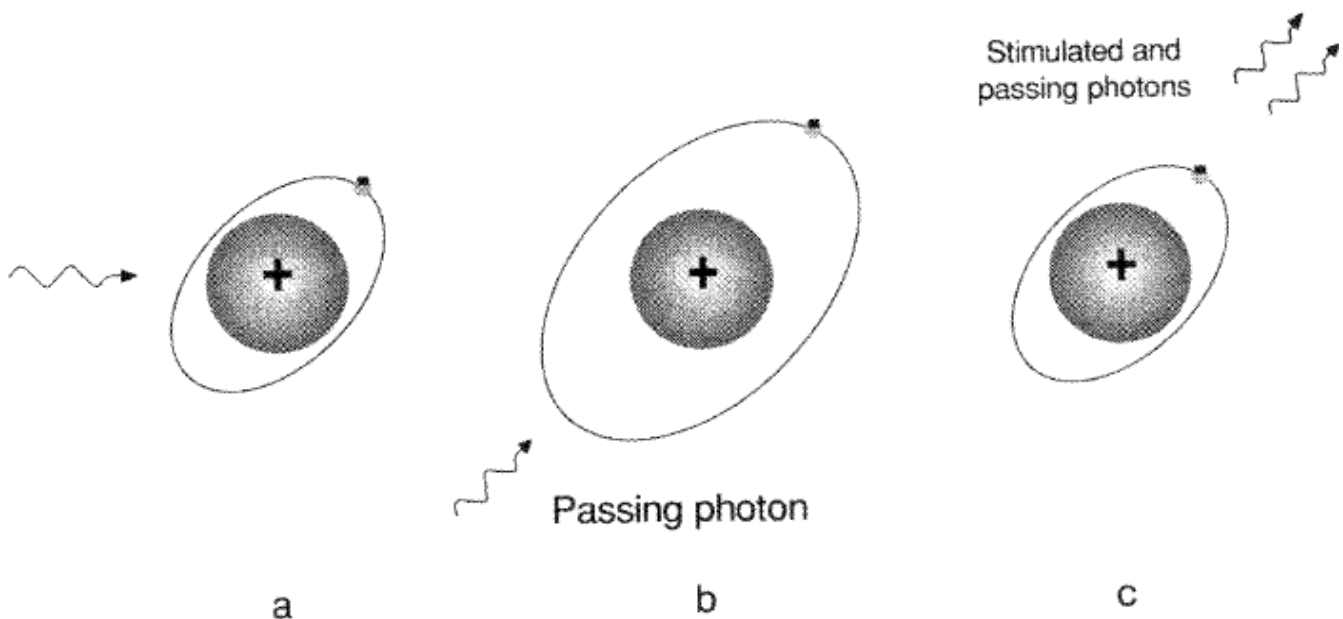 Stimulated and
passing photons
+
+
+
Passing photon
a
b
c